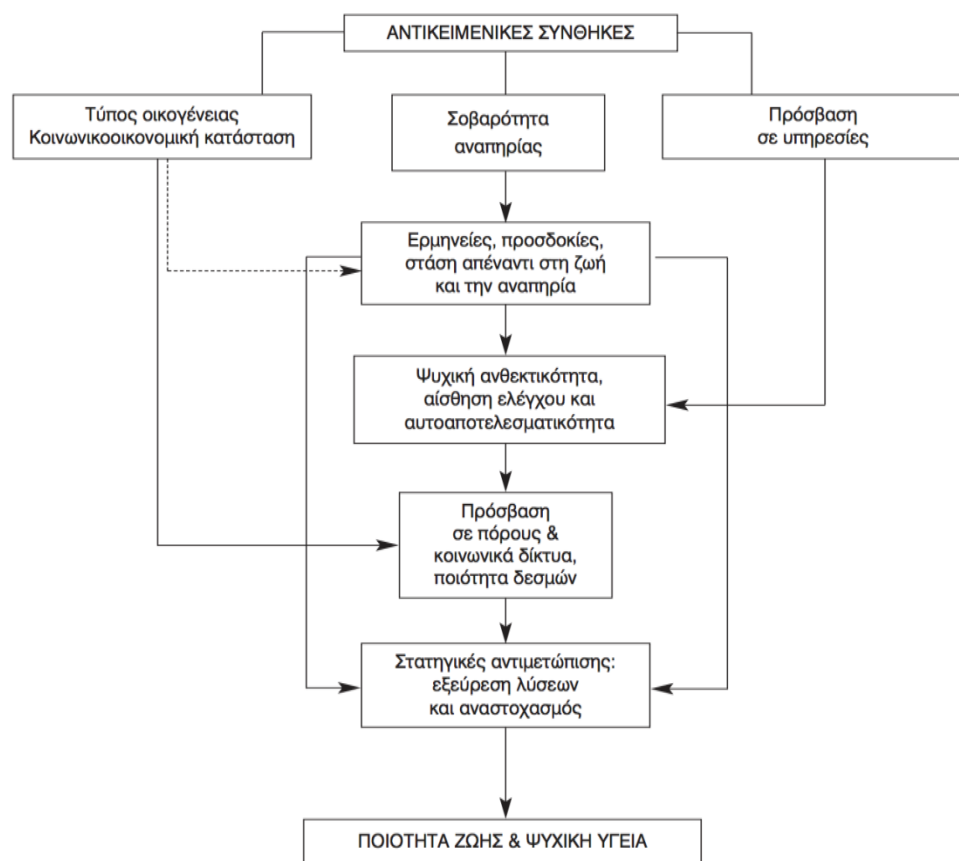 ΑΝΤΙΚΕΙΜΕΝΙΚΕΣ ΣΥΝΘΗΚΕΣ
Τύπος οικογένειας
Κοινωνικοοικονομική κατάσταση
Σοβαρότητα
αναπηρίας
Πρόσβαση
σε υπηρεσίες
Ερμηνείες, προσδοκίες,
στάση απέναντι στη ζωή
και την αναπηρία
Ψυχική ανθεκτικότητα,
αίσθηση ελέγχου και
αυτοαποτελεσματικότητα
Πρόσβαση
σε πόρους &
κοινωνικά δίκτυα,
ποιότητα δεσμών
Στατηγικές αντιμετώπισης:
εξεύρεση λύσεων
και αναστοχασμός
ΠΟΙΟΤΗΤΑ ΖΩΗΣ & ΨΥΧΙΚΗ ΥΓΕΙΑ